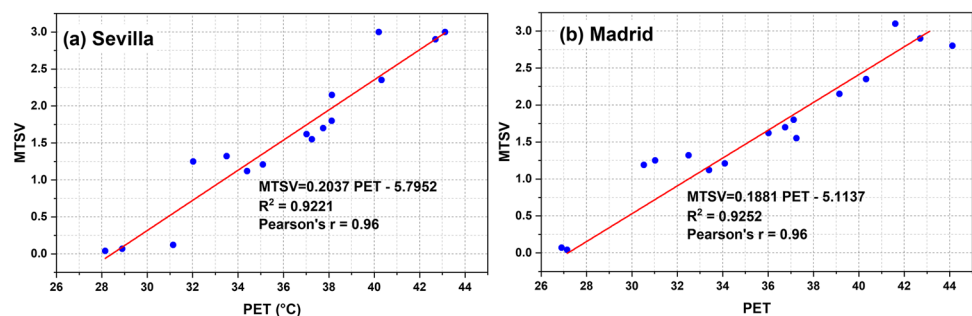 (a) Sevilla
MTSV
3.0
2.5
2.0
1.5
1.0
0.5
0.0
MTSV=0.2037 PET - 5.7952
R² = 0.9221
Pearson's r = 0.96
26 28 30 32 34 36 38 40 42 44
PET (°C)
(b) Madrid
MTSV
3.0
2.5
2.0
1.5
1.0
0.5
0.0
MTSV=0.1881 PET - 5.1137
R² = 0.9252
Pearson's r = 0.96
26 28 30 32 34 36 38 40 42 44
PET